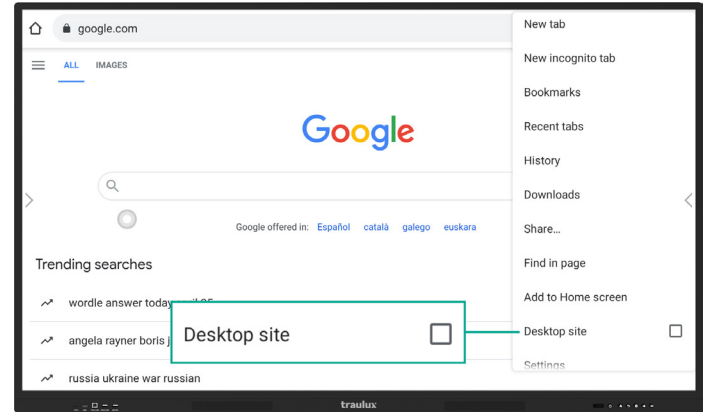 google.com
ALL IMAGES
Google
Google offered in: Español català galego euskara
Trending searches
wordle answer today
angela rayner boris j
russia ukraine war russian
New tab
New incognito tab
Bookmarks
Recent tabs
History
Downloads
Share...
Find in page
Add to Home screen
Desktop site
Settings
Desktop site
traulux